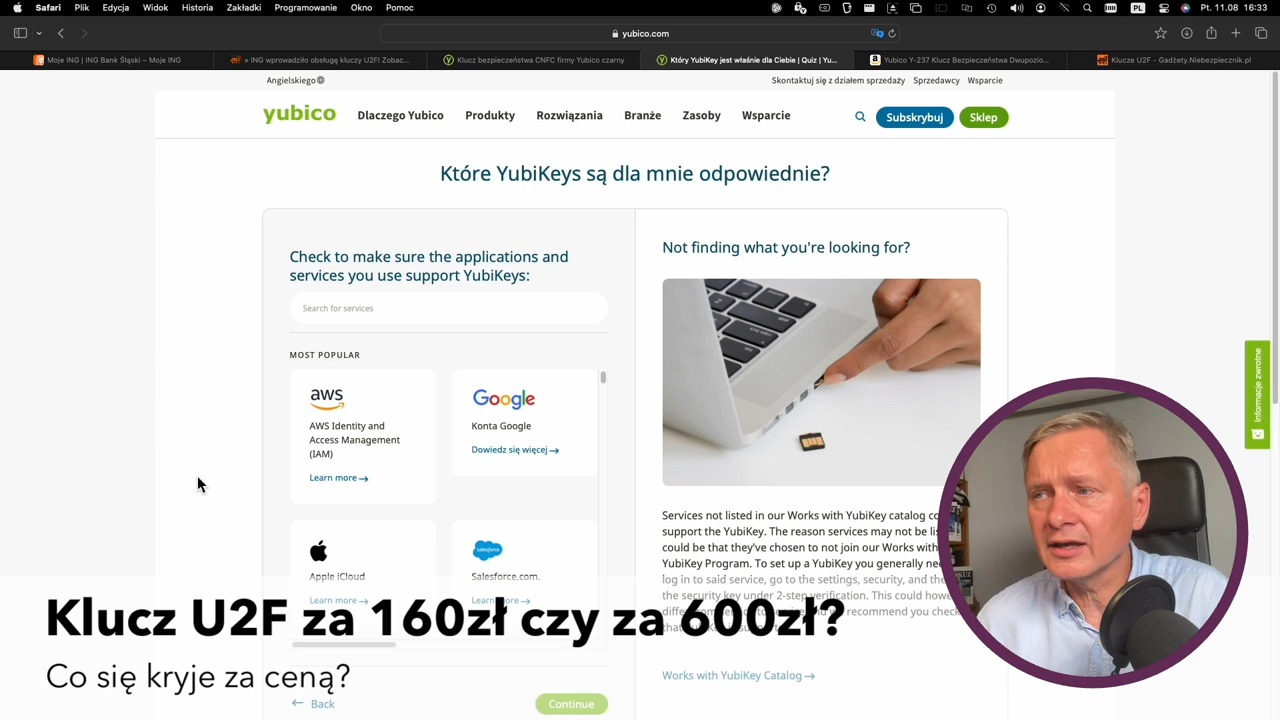 Safari Plik Edycja Widok Historia Zakładki Programowanie Okno Pomoc
PL
Pt. 11.08 16:33
yubico.com
Moje ING | ING Bank Śląski – Moje ING
» ING wprowadziło obsługę kluczy U2F! Zobac...
Klucz bezpieczeństwa CNFC firmy Yubico czarny
Który YubiKey jest właśnie dla Ciebie | Quiz | Yu...
Yubico Y-237 Klucz Bezpieczeństwa Dwupozio...
Klucze U2F - Gadżety.Niebezpiecznik.pl
Angielskiego
Skontaktuj się z działem sprzedaży Sprzedawcy Wsparcie
yubico
Dlaczego Yubico Produkty Rozwiązania Branże Zasoby Wsparcie
Subskrybuj Sklep
Które YubiKeys są dla mnie odpowiednie?
Check to make sure the applications and
services you use support YubiKeys:
Search for services
MOST POPULAR
aws
AWS Identity and
Access Management
(IAM)
Learn more →
Google
Konta Google
Dowiedz się więcej →
Apple iCloud
Learn more →
salesforce
Salesforce.com.
Learn more →
← Back
Continue
Not finding what you're looking for?
Services not listed in our Works with YubiKey catalog
support the YubiKey. The reason services may not be
could be that they've chosen to not join our Works with
YubiKey Program. To set up a YubiKey you generally
log in to said service, go to the settings, security, and
the security key under 2-step verification. This could
recommend you check
Works with YubiKey Catalog →
Informacje zwrotne
Klucz U2F za 160zł czy za 600zł?
Co się kryje za ceną?